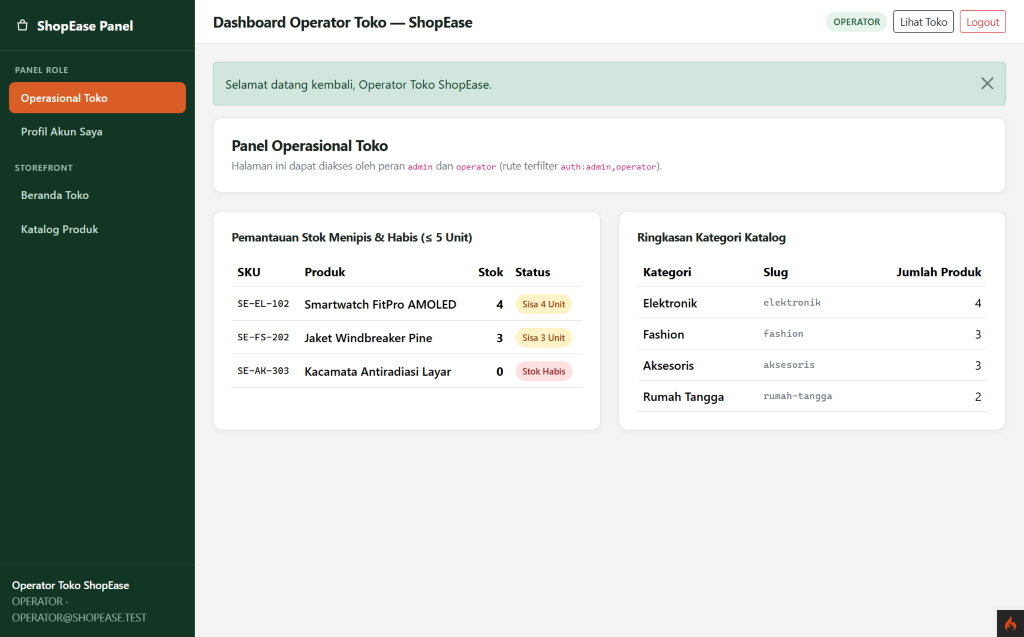 ShopEase Panel
PANEL ROLE
Operasional Toko
Profil Akun Saya
STOREFRONT
Beranda Toko
Katalog Produk
Operator Toko ShopEase
OPERATOR ·
OPERATOR@SHOPEASE.TEST
Dashboard Operator Toko — ShopEase
OPERATOR
Lihat Toko
Logout
Selamat datang kembali, Operator Toko ShopEase.
Panel Operasional Toko
Halaman ini dapat diakses oleh peran admin dan operator (rute terfilter auth:admin,operator).
Pemantauan Stok Menipis & Habis (≤ 5 Unit)
SKU Produk Stok Status
SE-EL-102 Smartwatch FitPro AMOLED 4 Sisa 4 Unit
SE-FS-202 Jaket Windbreaker Pine 3 Sisa 3 Unit
SE-AK-303 Kacamata Antiradiasi Layar 0 Stok Habis
Ringkasan Kategori Katalog
Kategori Slug Jumlah Produk
Elektronik elektronik 4
Fashion fashion 3
Aksesoris aksesoris 3
Rumah Tangga rumah-tangga 2